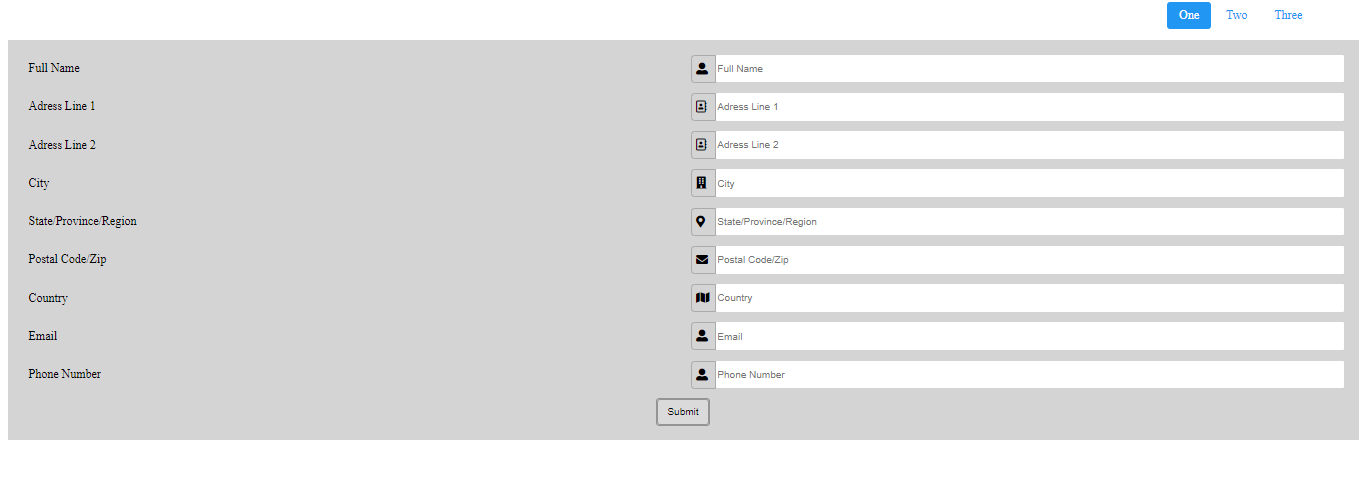 One Two Three
Full Name Full Name
Adress Line 1 Adress Line 1
Adress Line 2 Adress Line 2
City City
State/Province/Region State/Province/Region
Postal Code/Zip Postal Code/Zip
Country Country
Email Email
Phone Number Phone Number
Submit